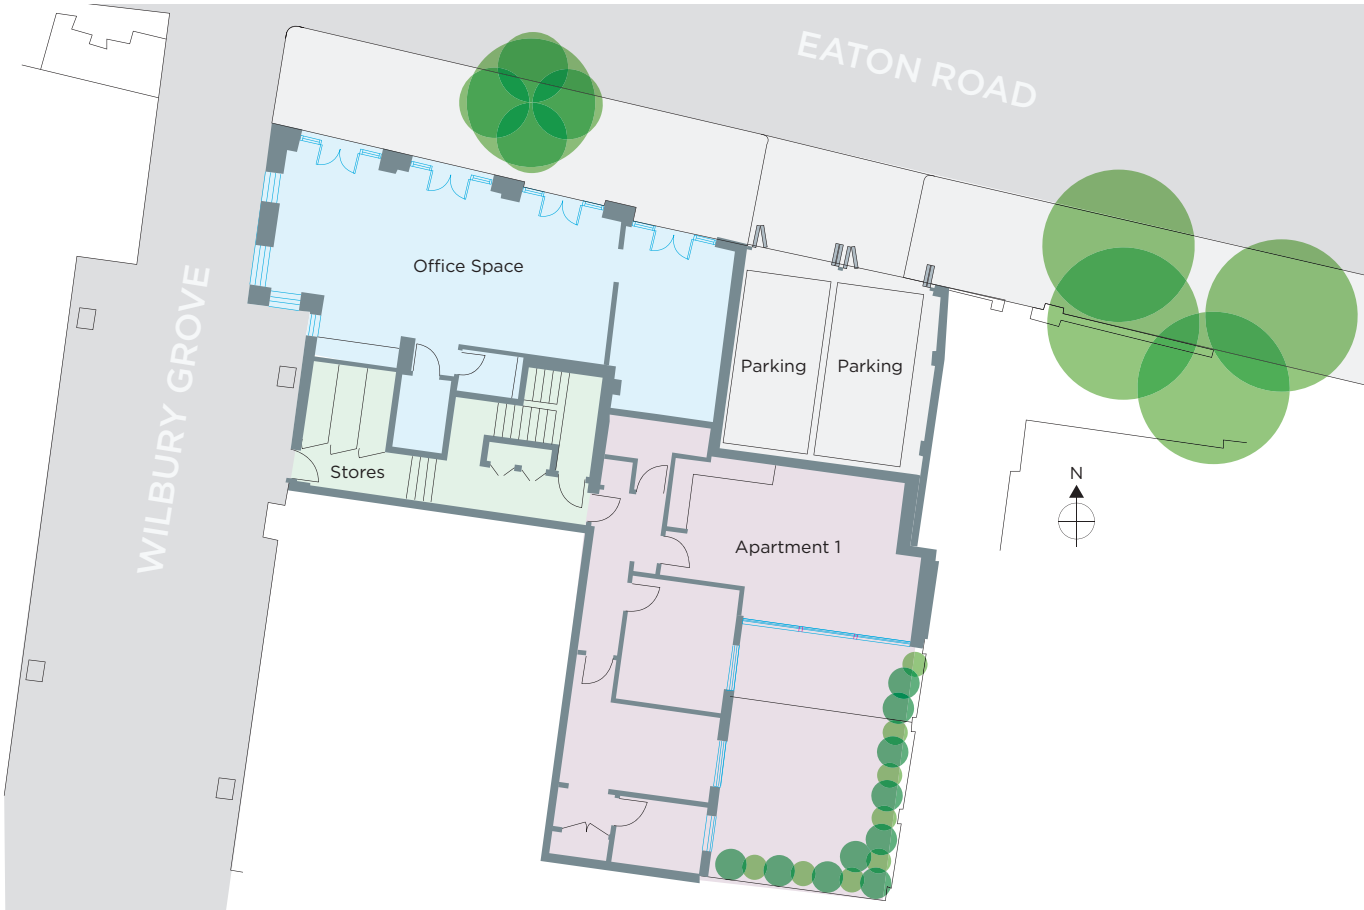 EATON ROAD
WILBURY GROVE
Office Space
Parking
Parking
Stores
N
Apartment 1